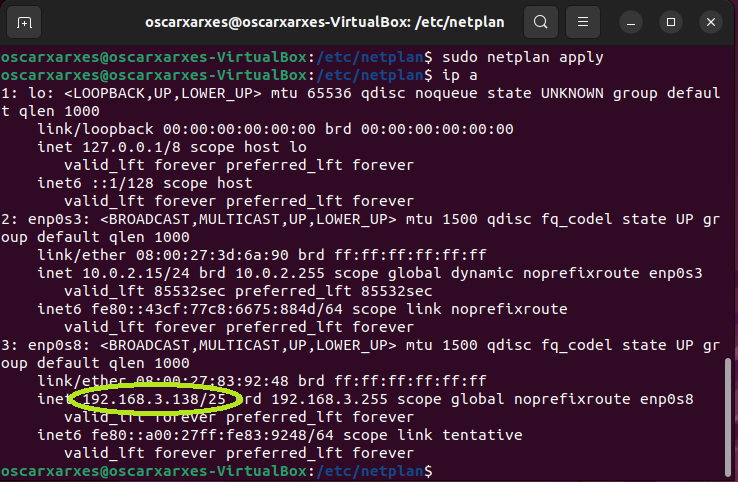 oscarxarxes@oscarxarxes-VirtualBox: /etc/netplan
oscarxarxes@oscarxarxes-VirtualBox:/etc/netplan$ sudo netplan apply
oscarxarxes@oscarxarxes-VirtualBox:/etc/netplan$ ip a
1: lo: <LOOPBACK,UP,LOWER_UP> mtu 65536 qdisc noqueue state UNKNOWN group defaul
t qlen 1000
    link/loopback 00:00:00:00:00:00 brd 00:00:00:00:00:00
    inet 127.0.0.1/8 scope host lo
       valid_lft forever preferred_lft forever
    inet6 ::1/128 scope host
       valid_lft forever preferred_lft forever
2: enp0s3: <BROADCAST,MULTICAST,UP,LOWER_UP> mtu 1500 qdisc fq_codel state UP gr
oup default qlen 1000
    link/ether 08:00:27:3d:6a:90 brd ff:ff:ff:ff:ff:ff
    inet 10.0.2.15/24 brd 10.0.2.255 scope global dynamic noprefixroute enp0s3
       valid_lft 85532sec preferred_lft 85532sec
    inet6 fe80::43cf:77c8:6675:884d/64 scope link noprefixroute
       valid_lft forever preferred_lft forever
3: enp0s8: <BROADCAST,MULTICAST,UP,LOWER_UP> mtu 1500 qdisc fq_codel state UP gr
oup default qlen 1000
    link/ether 08:00:27:83:92:48 brd ff:ff:ff:ff:ff:ff
    inet 192.168.3.138/25 brd 192.168.3.255 scope global noprefixroute enp0s8
       valid_lft forever preferred_lft forever
    inet6 fe80::a00:27ff:fe83:9248/64 scope link tentative
       valid_lft forever preferred_lft forever
oscarxarxes@oscarxarxes-VirtualBox:/etc/netplan$